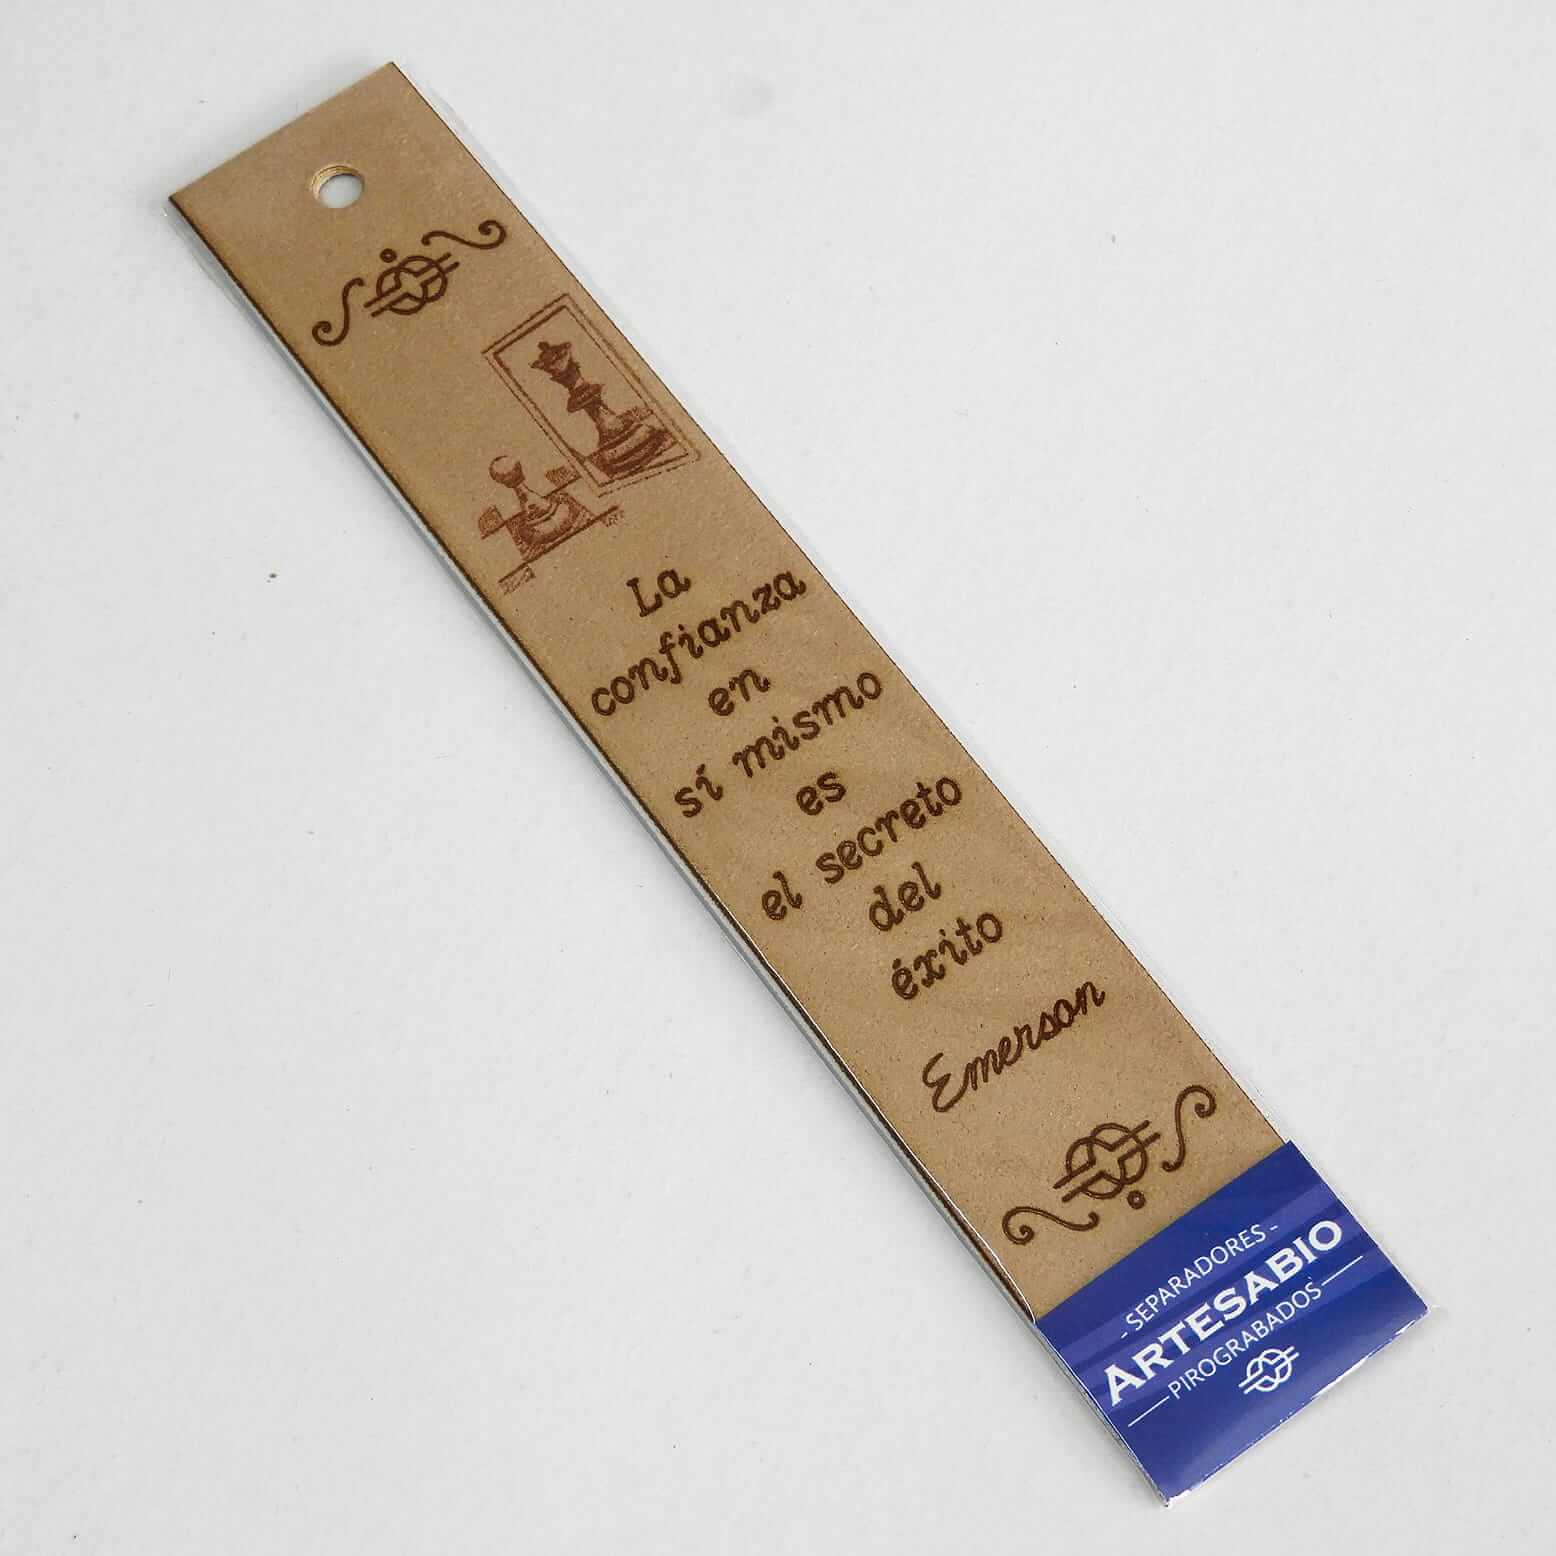 La
confianza
en
sí mismo
es
el secreto
del
éxito
Emerson
- SEPARADORES -
ARTESABIO
PIROGRABADOS